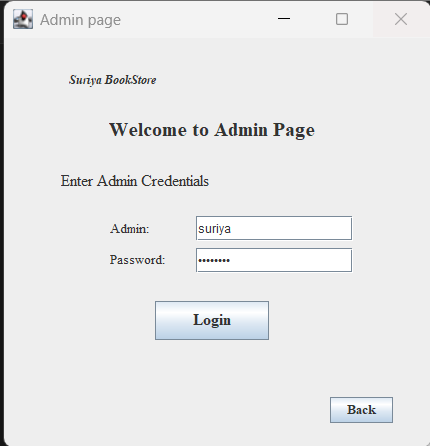 Admin page
Suriya BookStore
Welcome to Admin Page
Enter Admin Credentials
Admin: suriya
Password: ••••••••
Login
Back